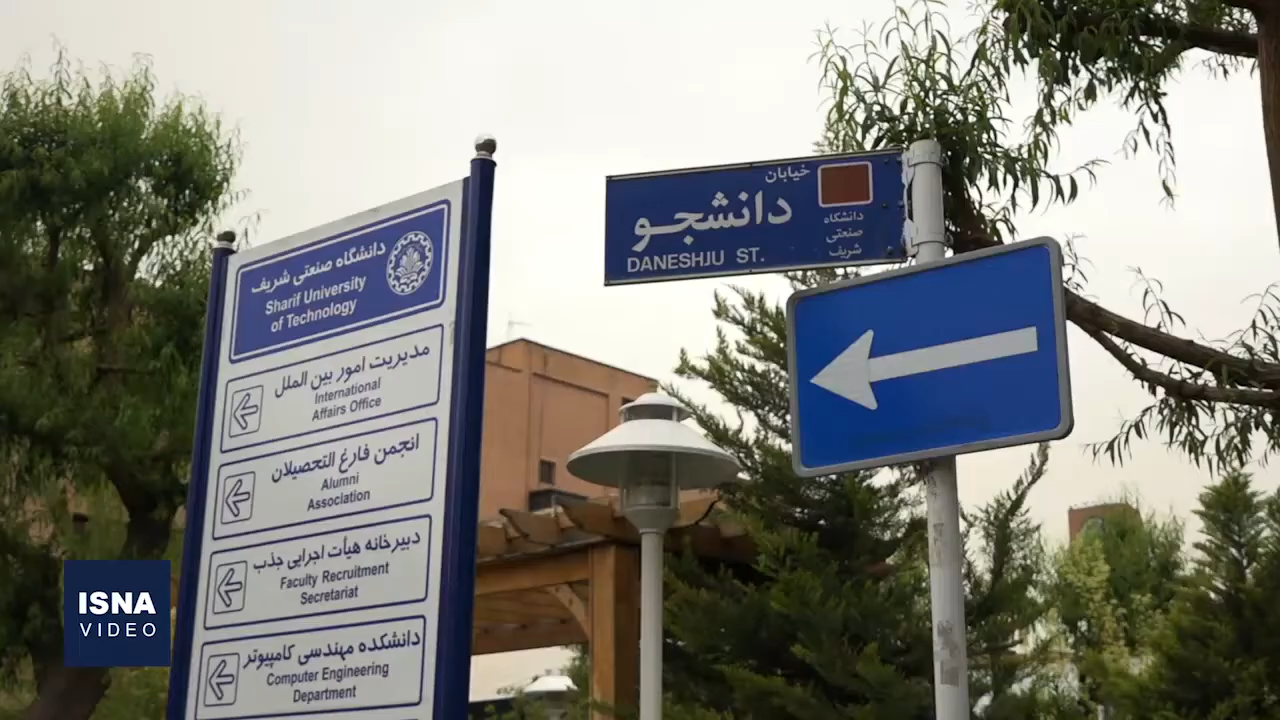 دانشگاه صنعتی شریف
Sharif University
of Technology
مدیریت امور بین الملل
International
Affairs Office
انجمن فارغ التحصیلان
Alumni
Association
دبیرخانه هیأت اجرایی جذب
Faculty Recruitment
Secretariat
دانشکده مهندسی کامپیوتر
Computer Engineering
Department
خیابان
دانشجو
DANESHJU ST.
دانشگاه
صنعتی
شریف
ISNA
VIDEO